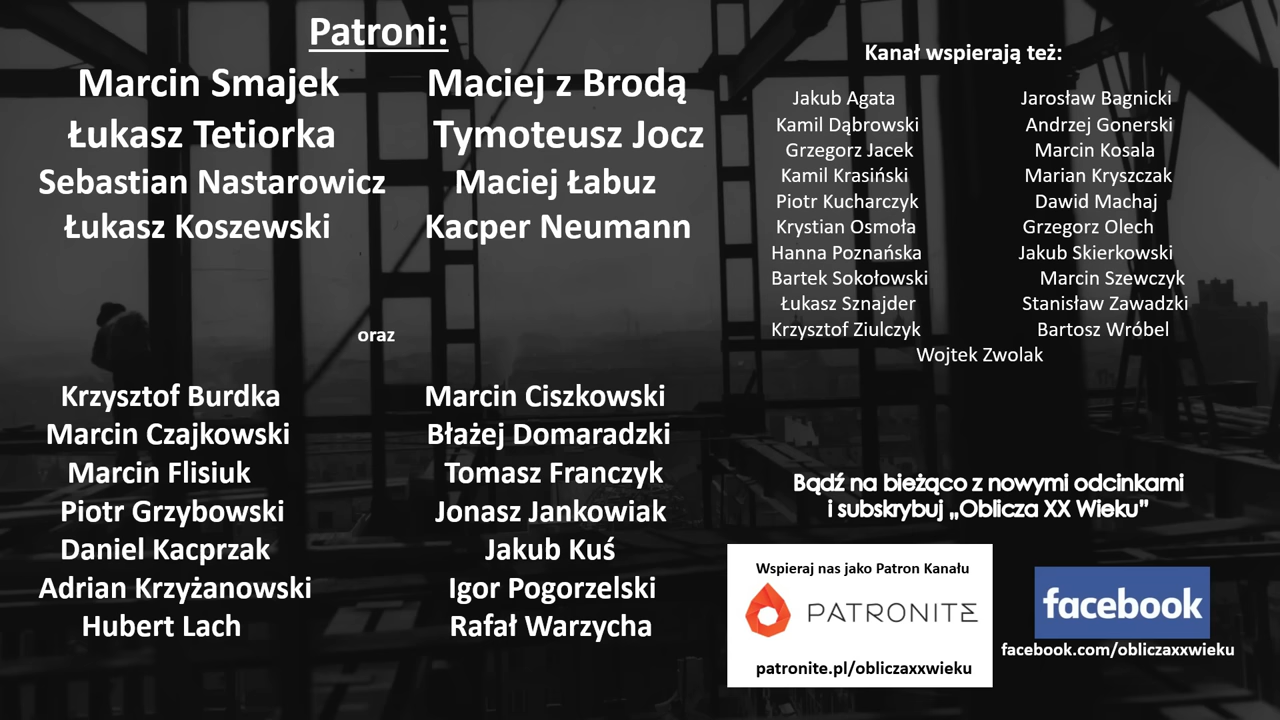 Patroni:
Marcin Smajek
Maciej z Brodą
Łukasz Tetiorka
Tymoteusz Jocz
Sebastian Nastarowicz
Maciej Łabuz
Łukasz Koszewski
Kacper Neumann
oraz
Krzysztof Burdka
Marcin Ciszkowski
Marcin Czajkowski
Błażej Domaradzki
Marcin Flisiuk
Tomasz Franczyk
Piotr Grzybowski
Jonasz Jankowiak
Daniel Kacprzak
Jakub Kuś
Adrian Krzyżanowski
Igor Pogorzelski
Hubert Lach
Rafał Warzycha
Kanał wspierają też:
Jakub Agata
Jarosław Bagnicki
Kamil Dąbrowski
Andrzej Gonerski
Grzegorz Jacek
Marcin Kosala
Kamil Krasiński
Marian Kryszczak
Piotr Kucharczyk
Dawid Machaj
Krystian Osmoła
Grzegorz Olech
Hanna Poznańska
Jakub Skierkowski
Bartek Sokołowski
Marcin Szewczyk
Łukasz Sznajder
Stanisław Zawadzki
Krzysztof Ziulczyk
Bartosz Wróbel
Wojtek Zwolak
Bądź na bieżąco z nowymi odcinkami
i subskrybuj „Oblicza XX Wieku"
Wspieraj nas jako Patron Kanału
PATRONITE
patronite.pl/obliczaxxwieku
facebook
facebook.com/obliczaxxwieku